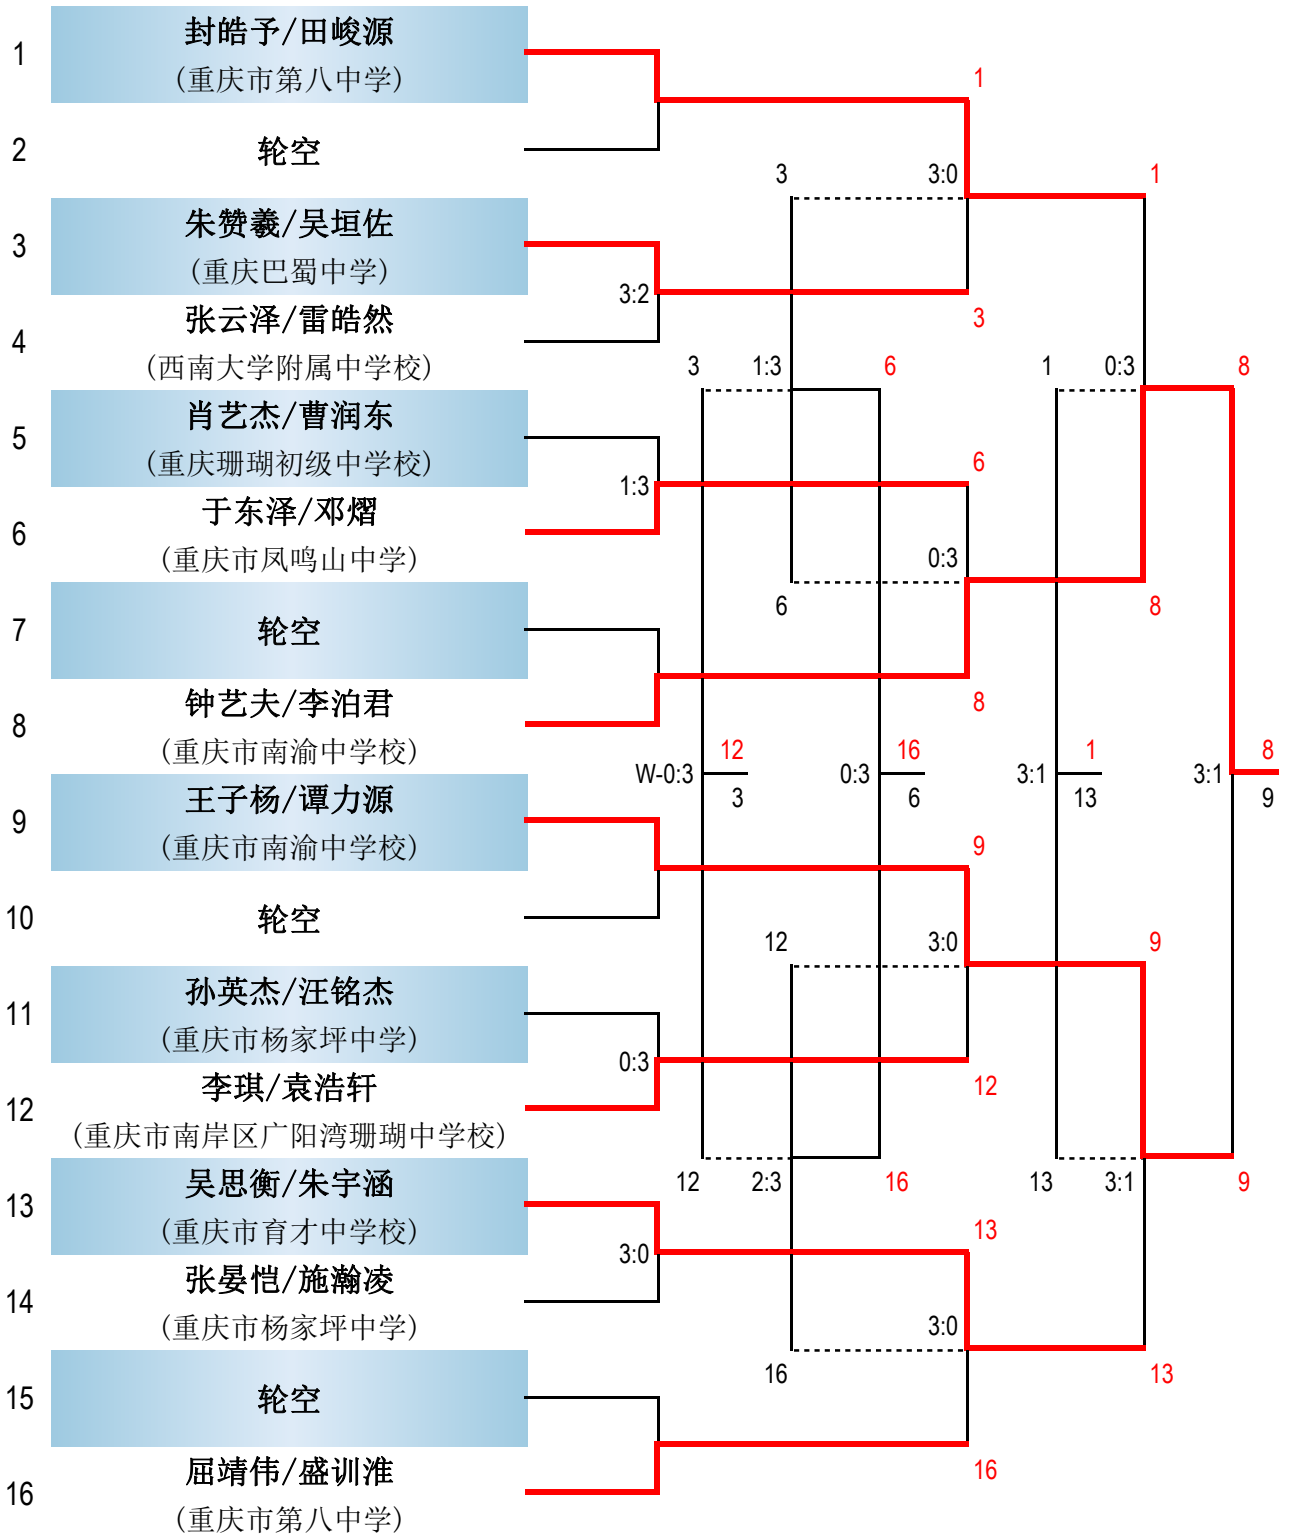 1
封皓予/田峻源
(重庆市第八中学)
1
2
轮空
3
3:0
1
3
朱赞羲/吴垣佐
(重庆巴蜀中学)
3:2
3
4
张云泽/雷皓然
(西南大学附属中学校)
3
1:3
6
1
0:3
8
5
肖艺杰/曹润东
(重庆珊瑚初级中学校)
1:3
6
6
于东泽/邓熠
(重庆市凤鸣山中学)
0:3
6
8
7
轮空
8
钟艺夫/李泊君
(重庆市南渝中学校)
8
W-0:3
12
3
0:3
16
6
3:1
1
13
3:1
8
9
9
王子杨/谭力源
(重庆市南渝中学校)
9
10
轮空
12
3:0
9
11
孙英杰/汪铭杰
(重庆市杨家坪中学)
0:3
12
12
李琪/袁浩轩
(重庆市南岸区广阳湾珊瑚中学校)
12
2:3
16
13
3:1
9
13
吴思衡/朱宇涵
(重庆市育才中学校)
3:0
13
14
张晏恺/施瀚凌
(重庆市杨家坪中学)
3:0
16
13
15
轮空
16
屈靖伟/盛训淮
(重庆市第八中学)
16